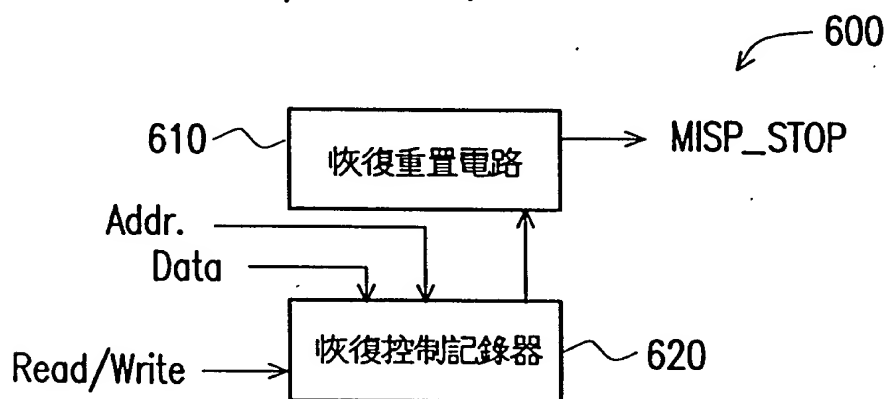 600
610
恢復重置電路
MISP_STOP
Addr.
Data
恢復控制記錄器
620
Read/Write